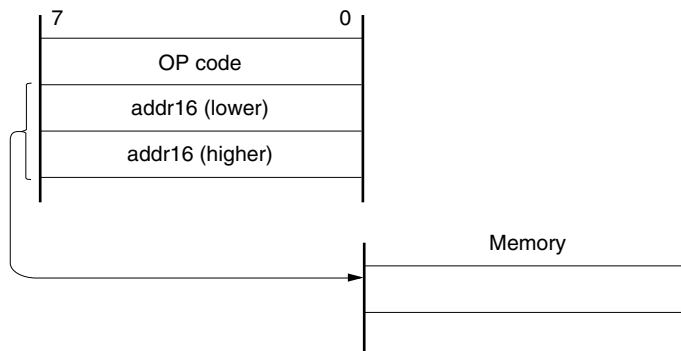 7 0
OP code
addr16 (lower)
addr16 (higher)
Memory